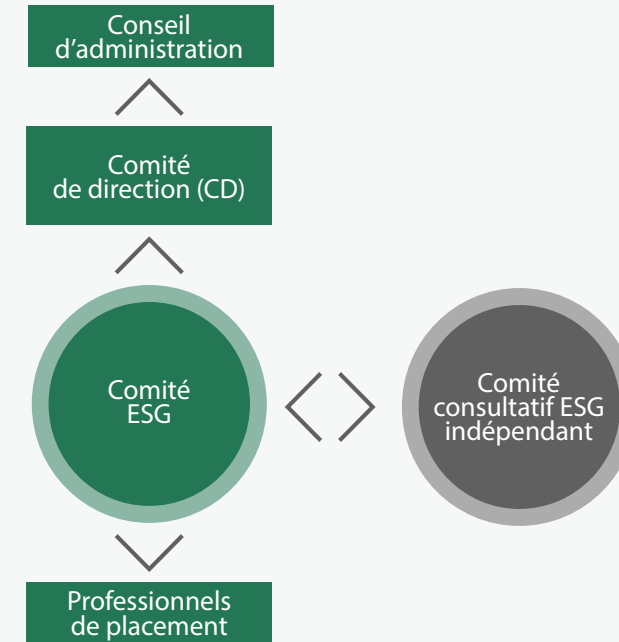 Conseil
d'administration
Comité
de direction (CD)
Comité
ESG
Comité
consultatif ESG
indépendant
Professionnels
de placement